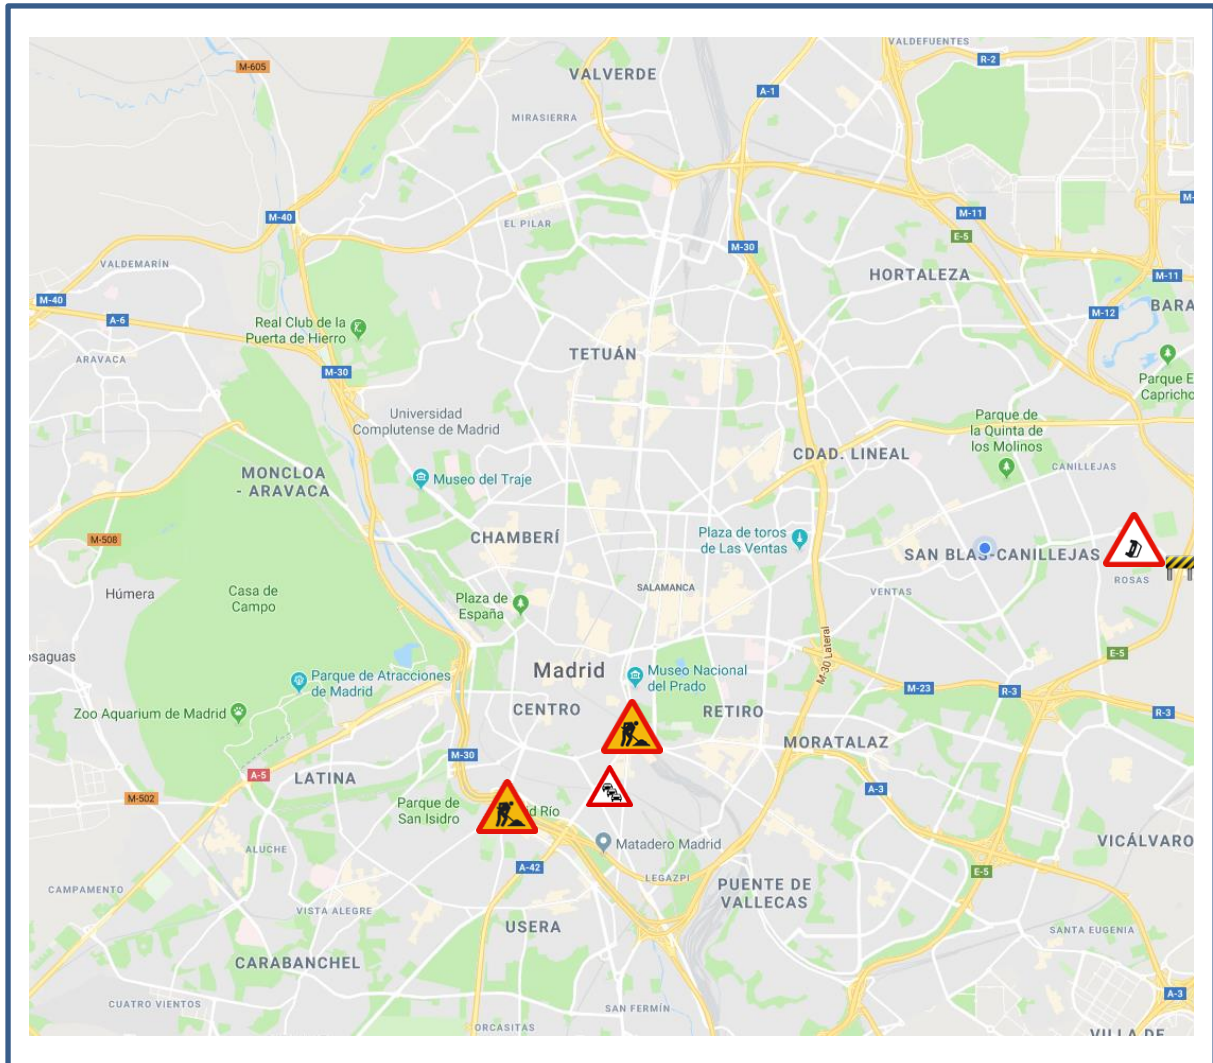 VALDEFUENTES
M-605
R-2
VALVERDE
A-1
MIRASIERRA
M-
M-40
M-11
EL PILAR
E-5
M-30
VALDEMARÍN
HORTALEZA
M-11
M-40
BARA
A-6
Real Club de la
Puerta de Hierro
M-12
ARAVACA
TETUÁN
M-30
Parque E
Capricho
Universidad
Complutense de Madrid
Parque de
la Quinta de
los Molinos
CDAD. LINEAL
MONCLOA
- ARAVACA
CANILLEJAS
Museo del Traje
M-508
CHAMBERÍ
Plaza de toros
de Las Ventas
SAN BLAS-CANILLEJAS
ROSAS
Húmera
Casa de
Campo
SALAMANCA
VENTAS
Plaza de
España
osaguas
M-30 Lateral
E-5
Madrid
Museo Nacional
del Prado
Parque de Atracciones
de Madrid
M-23
R-3
Zoo Aquarium de Madrid
CENTRO
RETIRO
R-3
MORATALAZ
M-30
A-5
LATINA
A-3
M-502
Parque de
San Isidro
d Río
Matadero Madrid
VICÁLVARO
ALUCHE
A-42
LEGAZPI
E-5
CAMPAMENTO
PUENTE DE
VALLECAS
VISTA ALEGRE
USERA
SANTA EUGENIA
CARABANCHEL
A-3
CUATRO VIENTOS
SAN FERMÍN
ORCASITAS
VILLA DE